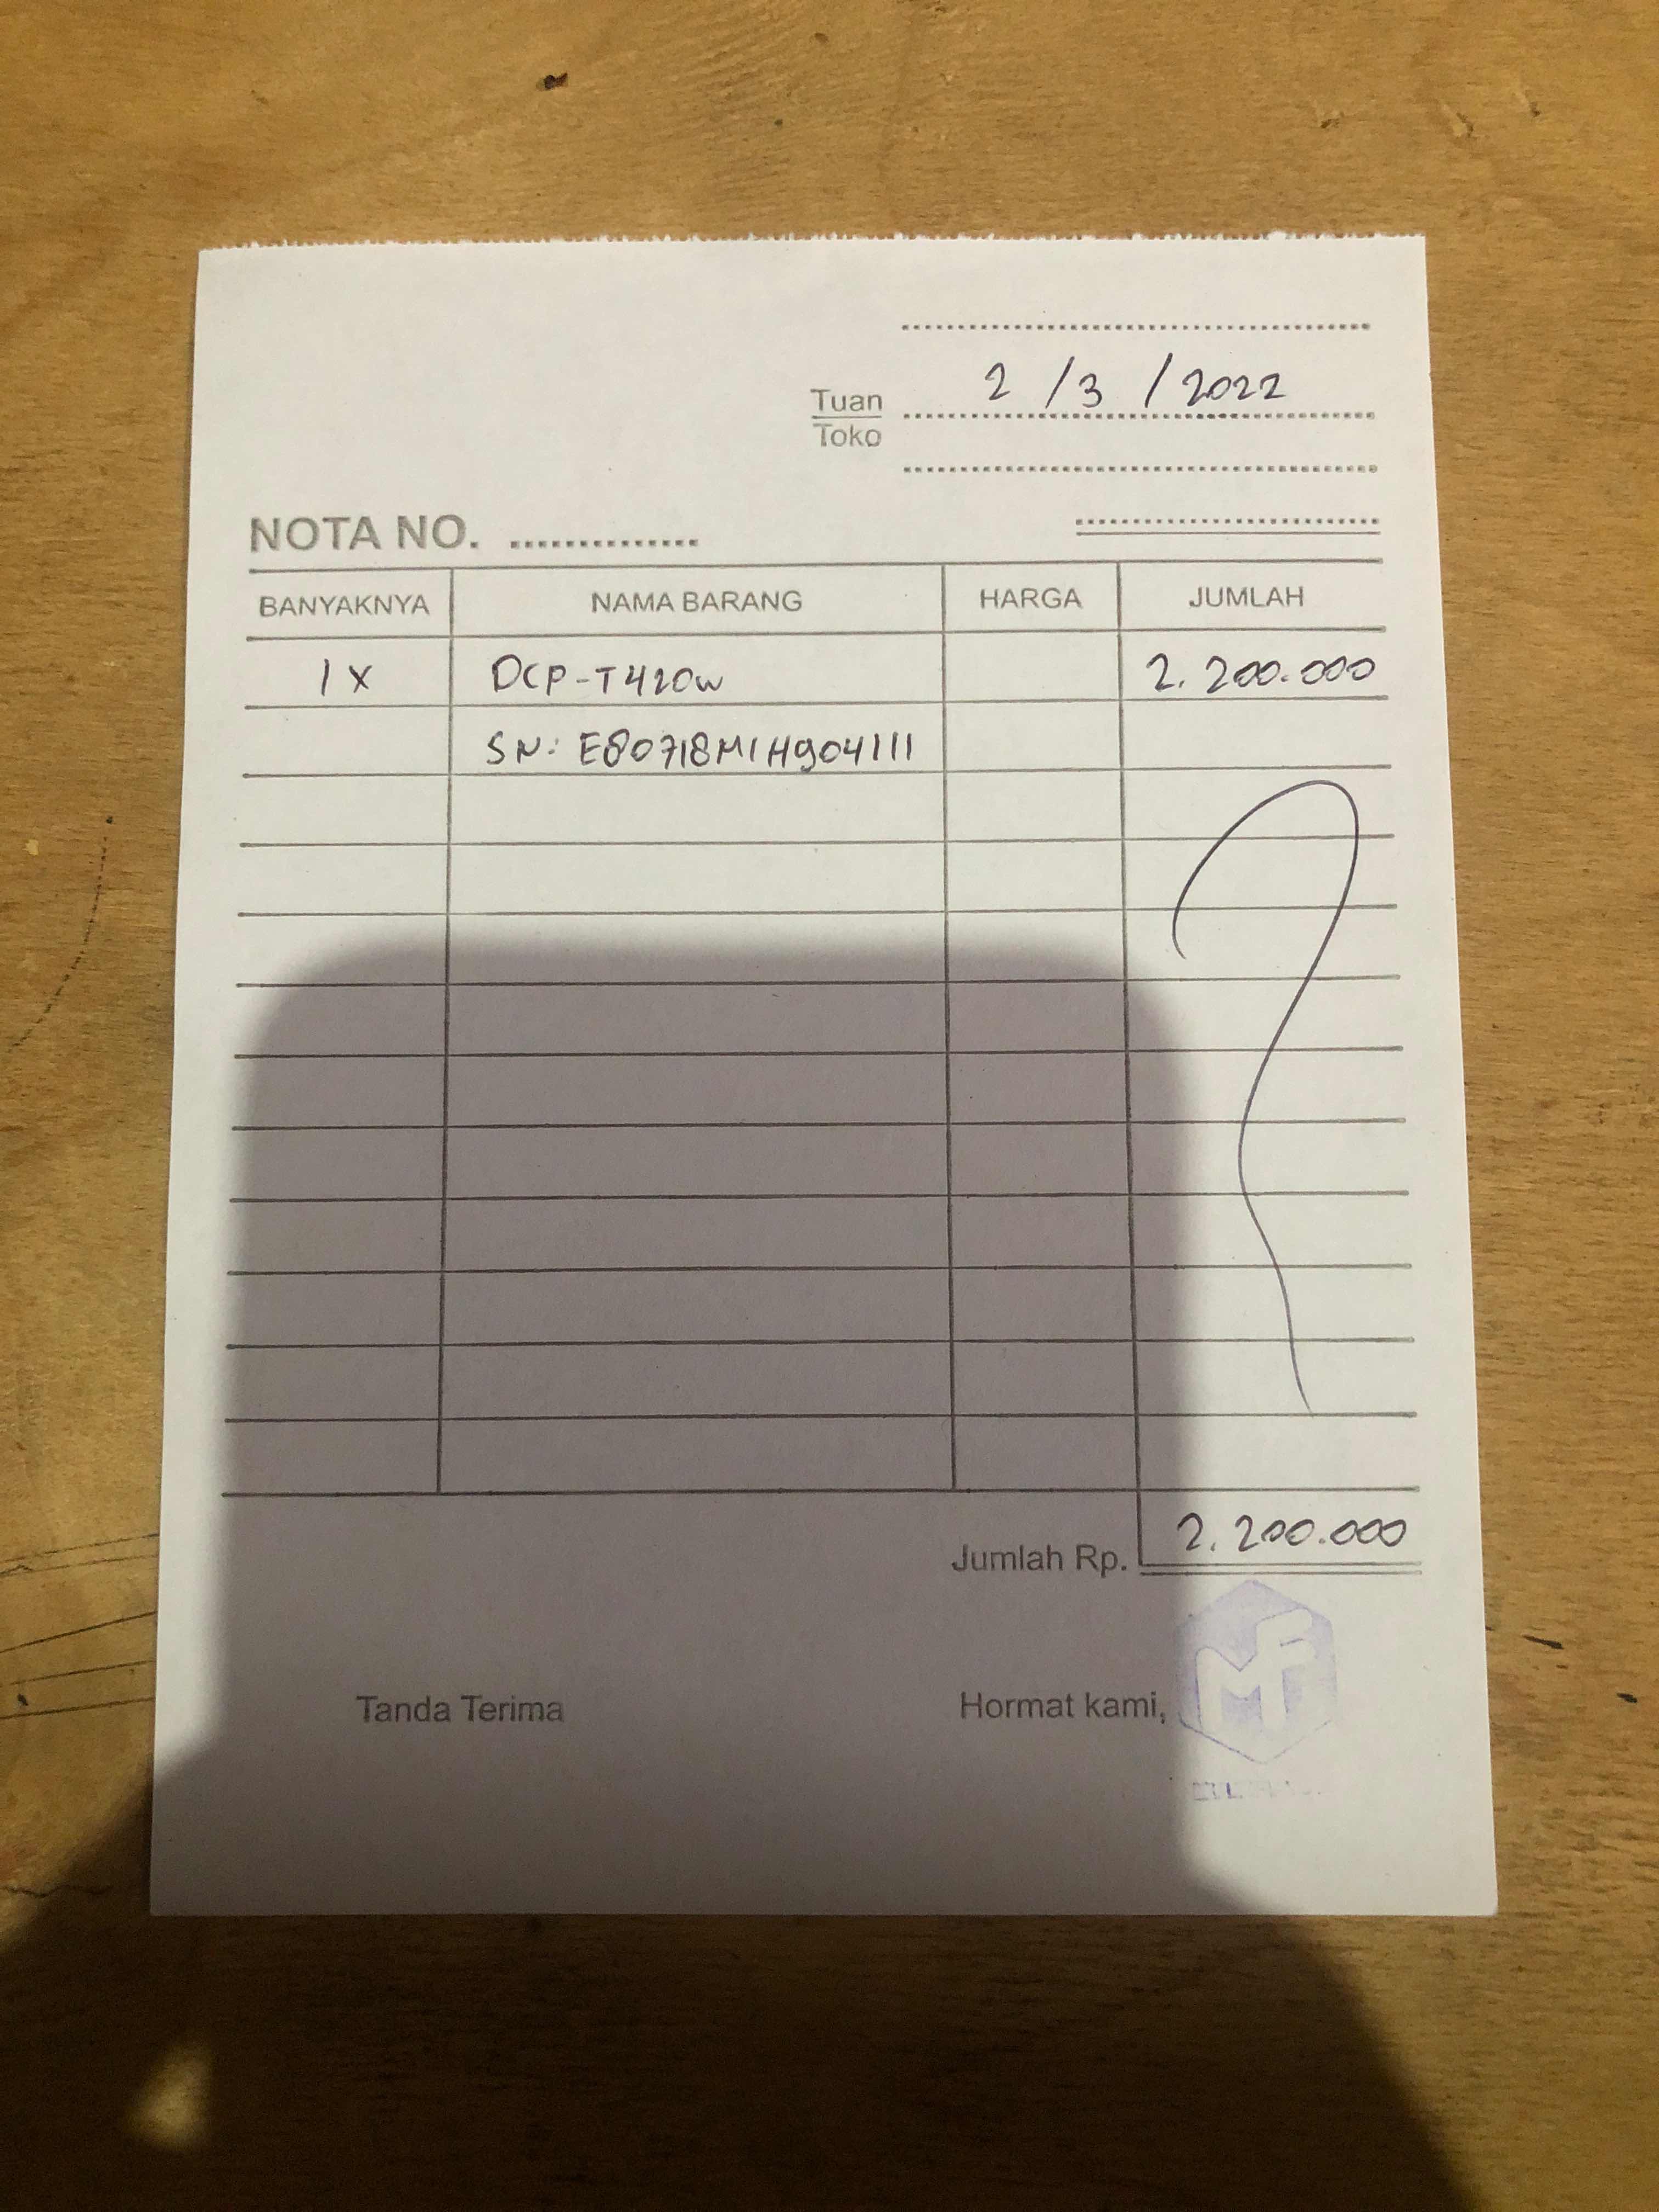 2 / 3 / 2022
Tuan
Toko
NOTA NO. ..............
BANYAKNYA NAMA BARANG HARGA JUMLAH
1 X DCP-T420W 2.200.000
SN: E80718M1H904111
Jumlah Rp. 2.200.000
Tanda Terima Hormat kami,
MF